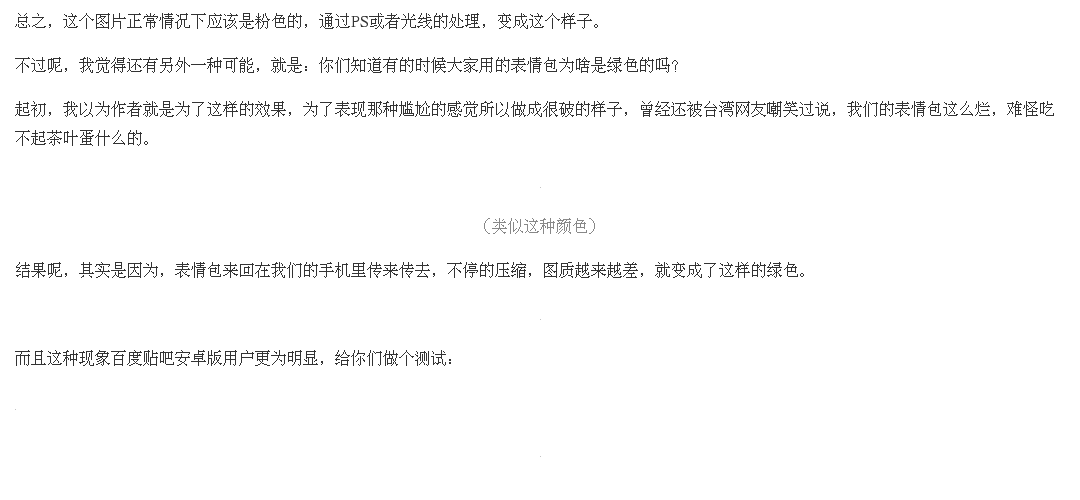 总之，这个图片正常情况下应该是粉色的，通过PS或者光线的处理，变成这个样子。
不过呢，我觉得还有另外一种可能，就是：你们知道有的时候大家用的表情包为啥是绿色的吗？
起初，我以为作者就是为了这样的效果，为了表现那种尴尬的感觉所以做成很破的样子，曾经还被台湾网友嘲笑过说，我们的表情包这么烂，难怪吃
不起茶叶蛋什么的。
（类似这种颜色）
结果呢，其实是因为，表情包来回在我们的手机里传来传去，不停的压缩，图质越来越差，就变成了这样的绿色。
而且这种现象百度贴吧安卓版用户更为明显，给你们做个测试：